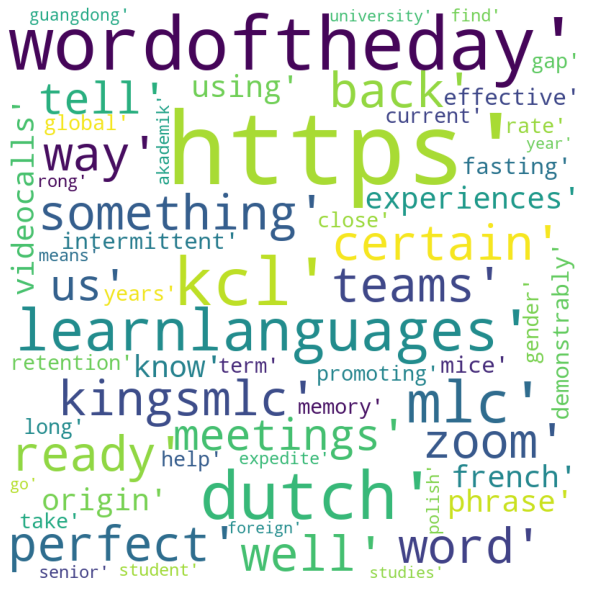 guangdong' university' find'
wordoftheday' gap'
tell' using' back' effective'
global' akademik' current' rate'
year'
way' https' fasting'
rong' experiences'
videocalls' something' close' certain'
intermittent'
means' us' years' kcl' teams' gender' demonstrably'
learnlanguages'
retention' know' term' promoting' mice'
kingsmlc' memory' mlc'
long' ready' meetings' zoom'
help' expedite' french'
go' origin' dutch' polish' phrase'
take' foreign'
perfect' well' word'
senior' student' studies'